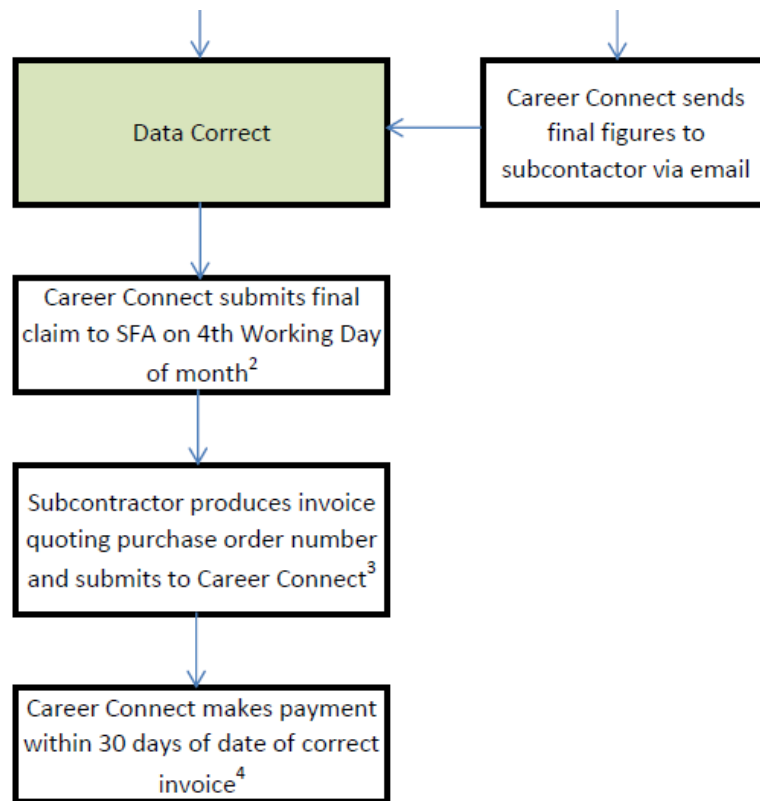 Data Correct
Career Connect sends
final figures to
subcontactor via email
Career Connect submits final
claim to SFA on 4th Working Day
of month²
Subcontractor produces invoice
quoting purchase order number
and submits to Career Connect³
Career Connect makes payment
within 30 days of date of correct
invoice⁴